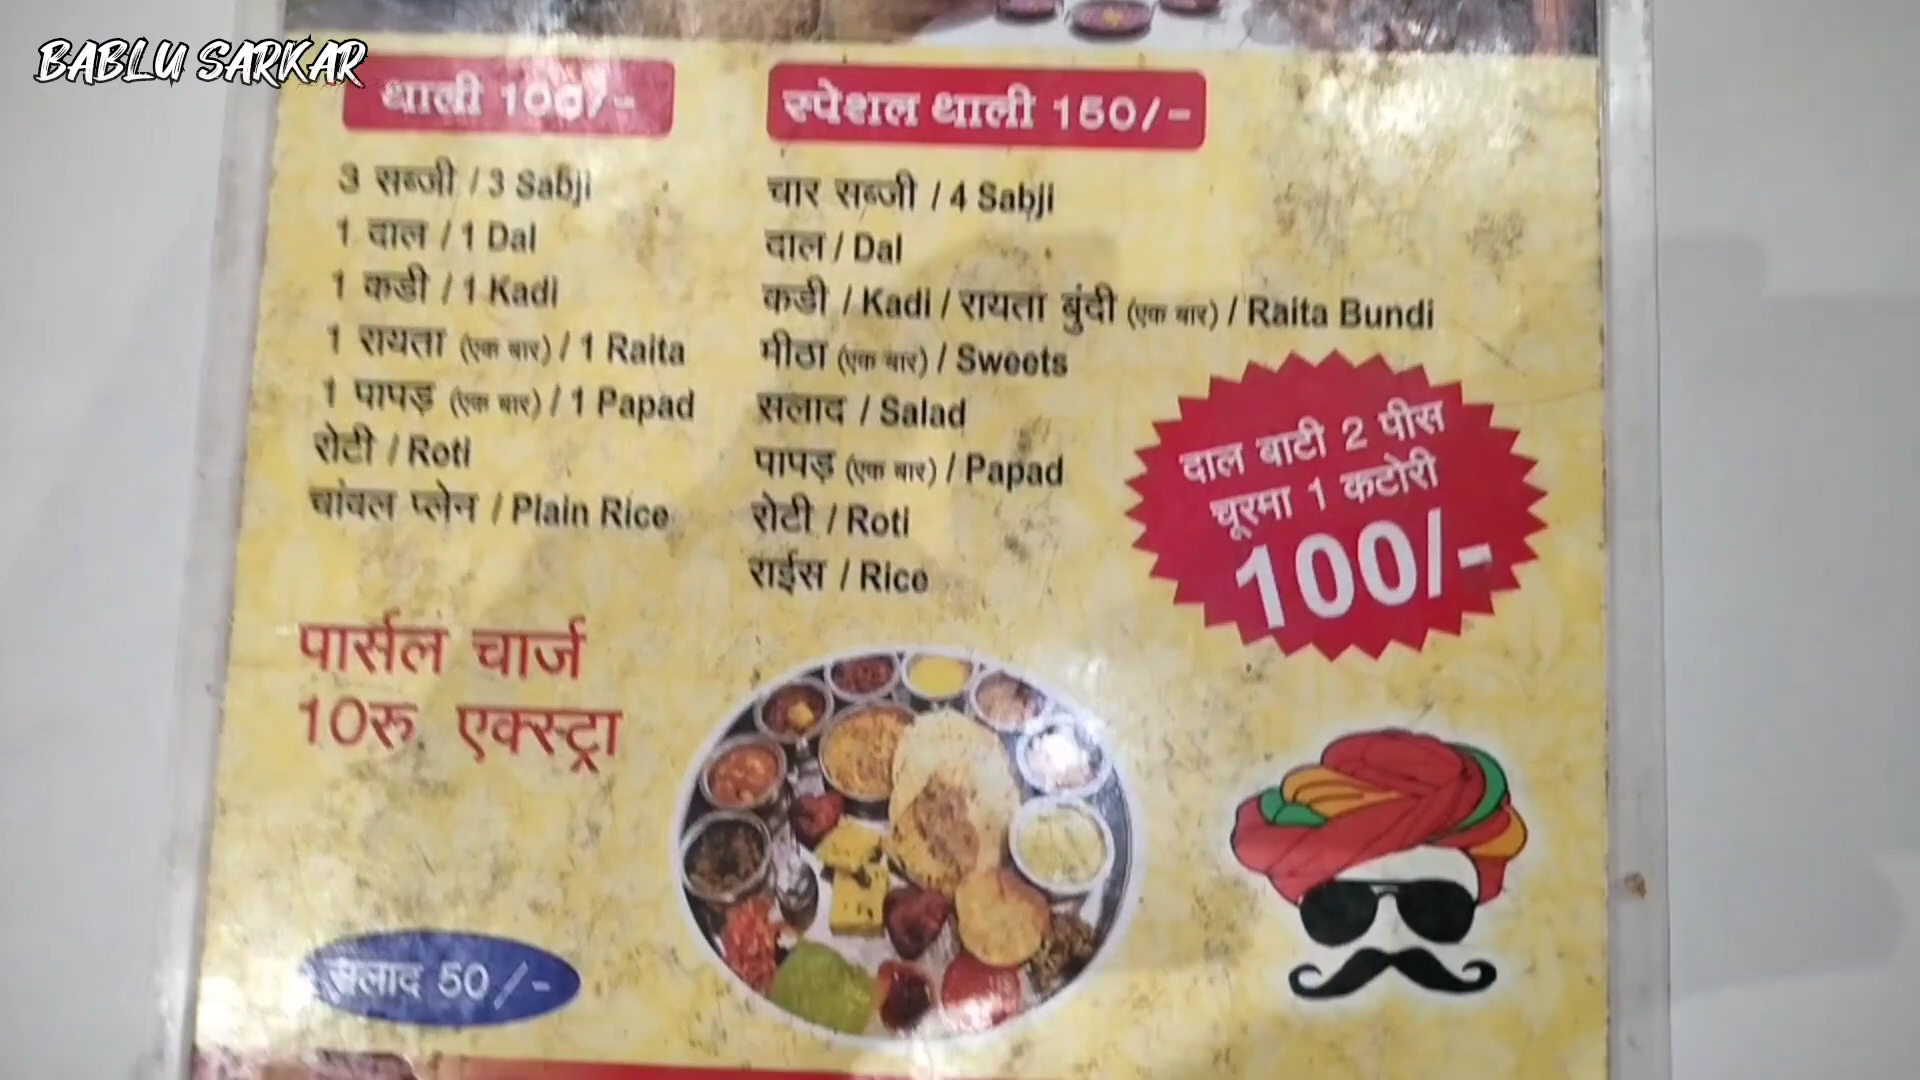 BABLU SARKAR
थाली 100/-
3 सब्जी / 3 Sabji
1 दाल / 1 Dal
1 कडी / 1 Kadi
1 रायता (एक बार) / 1 Raita
1 पापड़ (एक बार) / 1 Papad
रोटी / Roti
चांवल प्लेन / Plain Rice
स्पेशल थाली 150/-
चार सब्जी / 4 Sabji
दाल / Dal
कडी / Kadi / रायता बुंदी (एक बार) / Raita Bundi
मीठा (एक बार) / Sweets
सलाद / Salad
पापड़ (एक बार) / Papad
रोटी / Roti
राईस / Rice
दाल बाटी 2 पीस
चूरमा 1 कटोरी
100/-
पार्सल चार्ज
10रु एक्स्ट्रा
सलाद 50/-